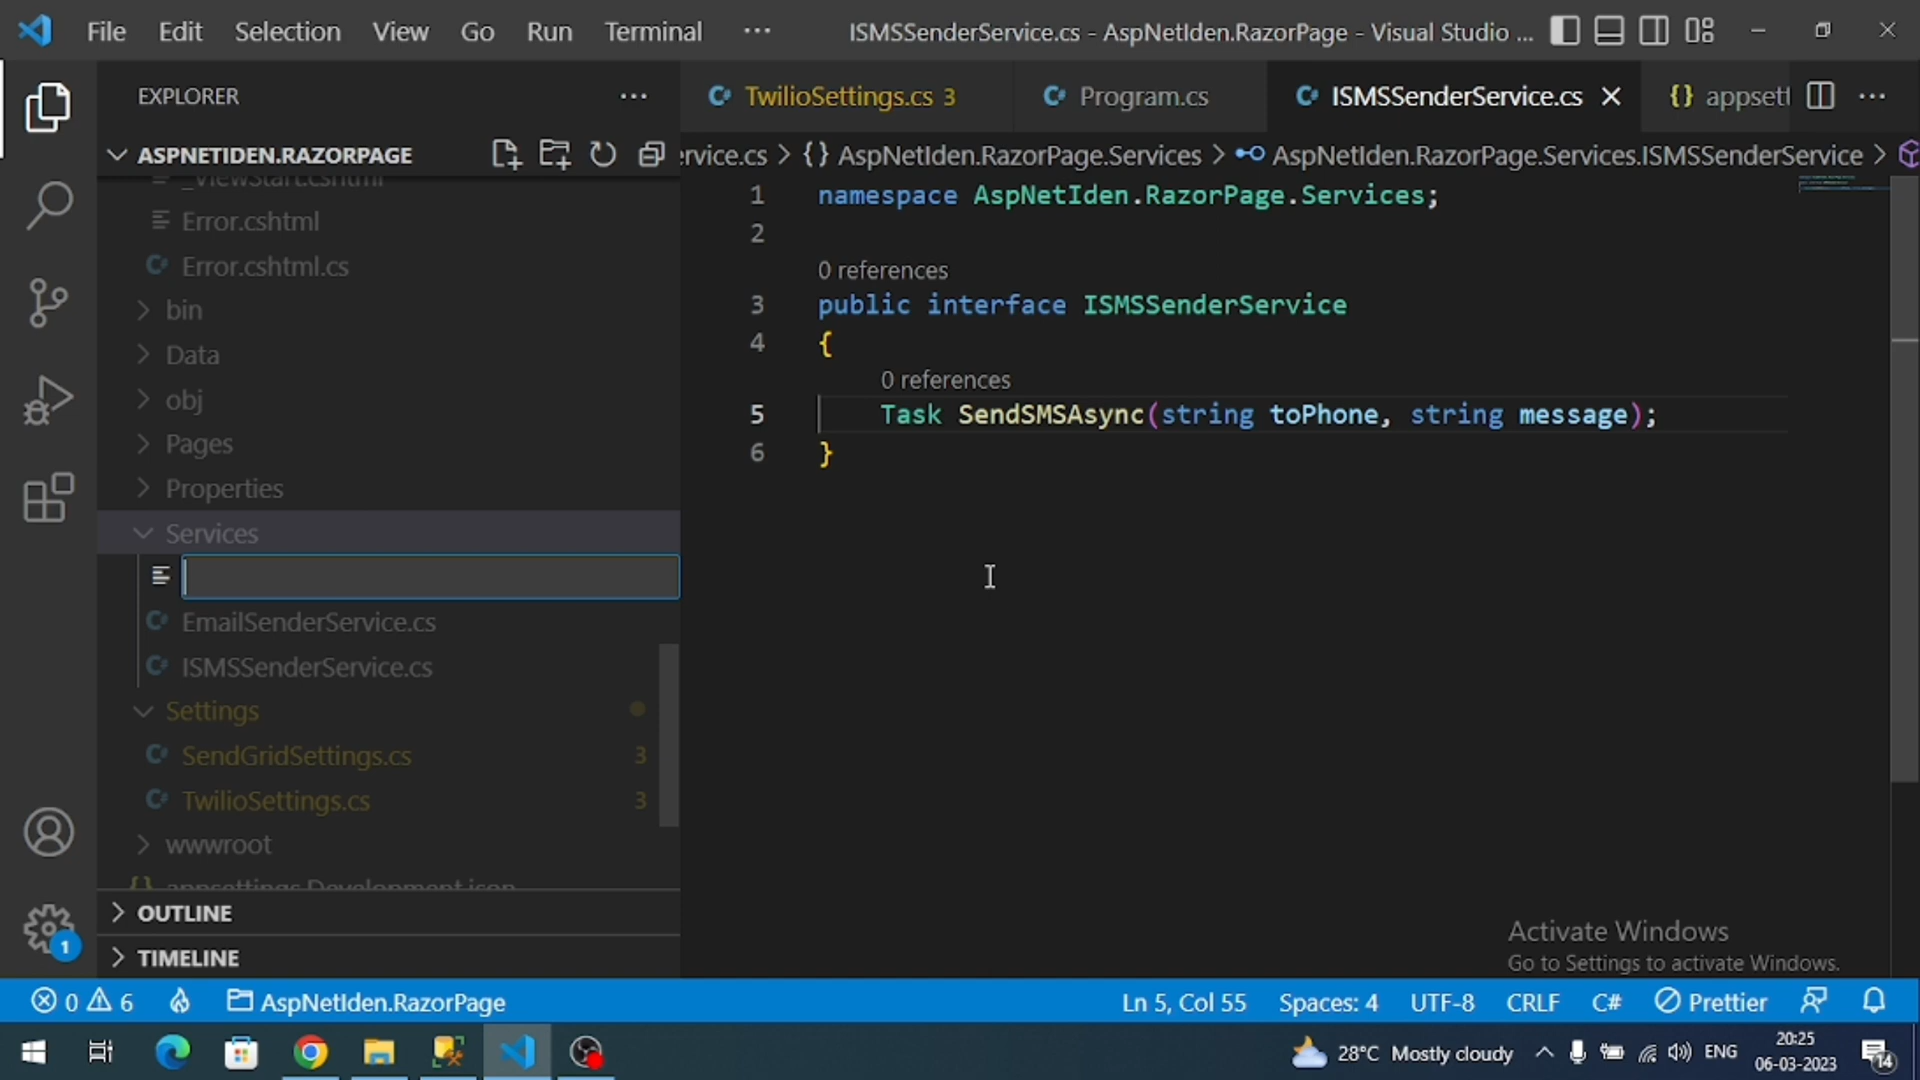 File Edit Selection View Go Run Terminal ··· ISMSSenderService.cs - AspNetIden.RazorPage - Visual Studio ...
EXPLORER ···
TwilioSettings.cs 3
Program.cs
ISMSSenderService.cs
{} appsett
ASPNETIDEN.RAZORPAGE
ervice.cs > {} AspNetIden.RazorPage.Services > AspNetIden.RazorPage.Services.ISMSSenderService >
_ViewStart.cshtml
Error.cshtml
Error.cshtml.cs
bin
Data
obj
Pages
Properties
Services
EmailSenderService.cs
ISMSSenderService.cs
Settings
SendGridSettings.cs 3
TwilioSettings.cs 3
wwwroot
{} appsettings.Development.json
OUTLINE
TIMELINE
1 namespace AspNetIden.RazorPage.Services;
2
0 references
3 public interface ISMSSenderService
4 {
0 references
5 Task SendSMSAsync(string toPhone, string message);
6 }
Activate Windows
Go to Settings to activate Windows.
1
0 6 AspNetIden.RazorPage Ln 5, Col 55 Spaces: 4 UTF-8 CRLF C# Prettier
28°C Mostly cloudy ENG
20:25
06-03-2023
14